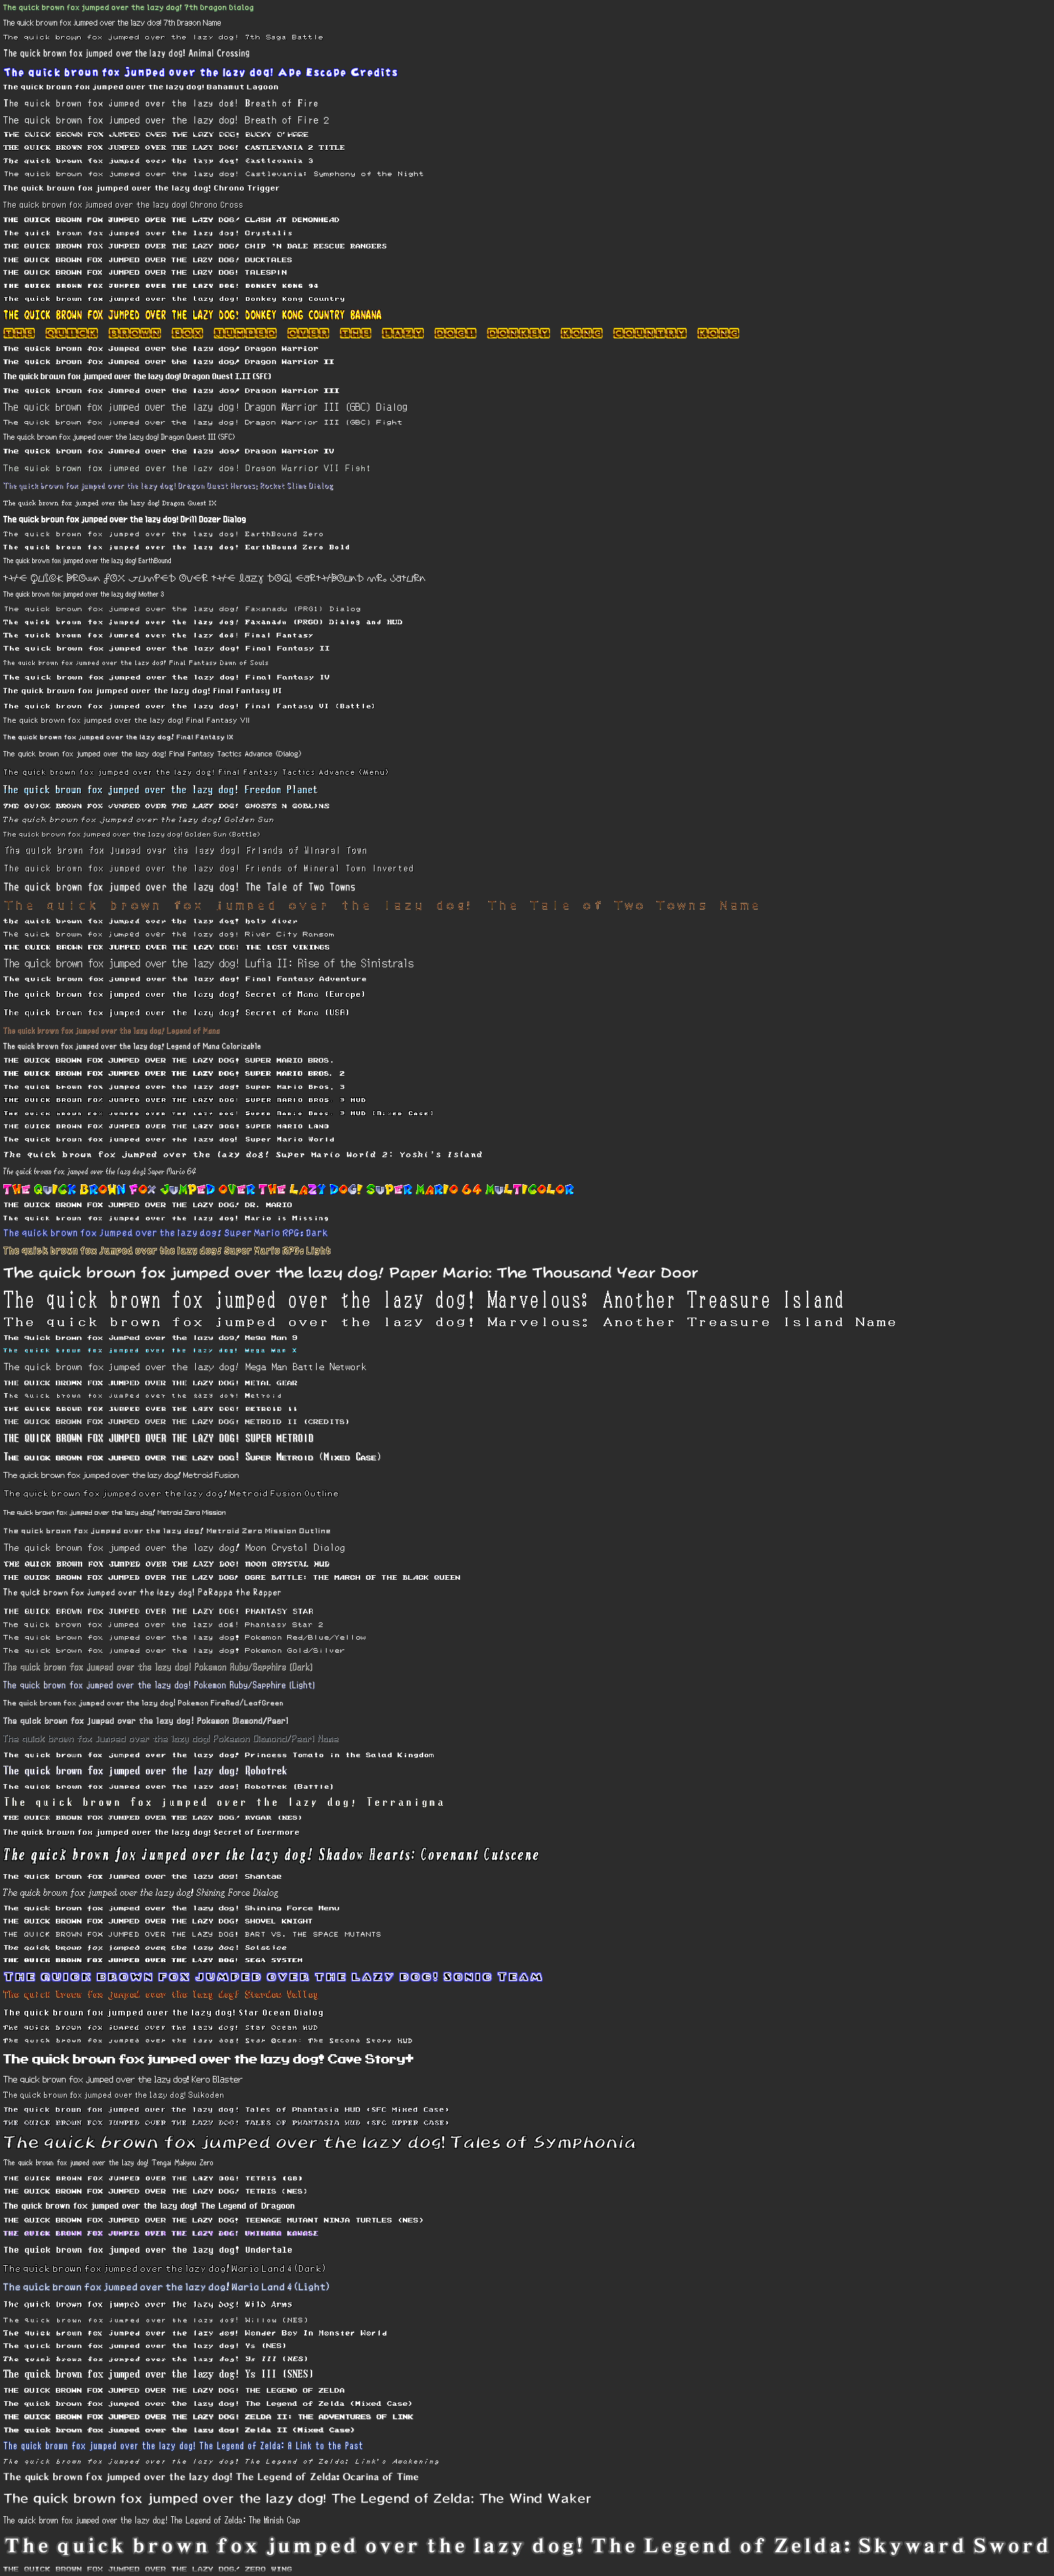 The quick brown fox jumped over the lazy dog! 7th Dragon Dialog
The quick brown fox jumped over the lazy dog! 7th Dragon Name
The quick brown fox jumped over the lazy dog! 7th Saga Battle
The quick brown fox jumped over the lazy dog! Animal Crossing
The quick brown fox jumped over the lazy dog! Ape Escape Credits
The quick brown fox jumped over the lazy dog! Bahamut Lagoon
The quick brown fox jumped over the lazy dog! Breath of Fire
The quick brown fox jumped over the lazy dog! Breath of Fire 2
THE QUICK BROWN FOX JUMPED OVER THE LAZY DOG! BUCKY O'HARE
THE QUICK BROWN FOX JUMPED OVER THE LAZY DOG! CASTLEVANIA 2 TITLE
The quick brown fox jumped over the lazy dog! Castlevania 3
The quick brown fox jumped over the lazy dog! Castlevania: Symphony of the Night
The quick brown fox jumped over the lazy dog! Chrono Trigger
The quick brown fox jumped over the lazy dog! Chrono Cross
THE QUICK BROWN FOX JUMPED OVER THE LAZY DOG! CLASH AT DEMONHEAD
The quick brown fox jumped over the lazy dog! Crystalis
THE QUICK BROWN FOX JUMPED OVER THE LAZY DOG! CHIP 'N DALE RESCUE RANGERS
THE QUICK BROWN FOX JUMPED OVER THE LAZY DOG! DUCKTALES
THE QUICK BROWN FOX JUMPED OVER THE LAZY DOG! TALESPIN
THE QUICK BROWN FOX JUMPED OVER THE LAZY DOG! DONKEY KONG 94
The quick brown fox jumped over the lazy dog! Donkey Kong Country
THE QUICK BROWN FOX JUMPED OVER THE LAZY DOG! DONKEY KONG COUNTRY BANANA
THE QUICK BROWN FOX JUMPED OVER THE LAZY DOG! DONKEY KONG COUNTRY KONG
The quick brown fox jumped over the lazy dog! Dragon Warrior
The quick brown fox jumped over the lazy dog! Dragon Warrior II
The quick brown fox jumped over the lazy dog! Dragon Quest I.II (SFC)
The quick brown fox jumped over the lazy dog! Dragon Warrior III
The quick brown fox jumped over the lazy dog! Dragon Warrior III (GBC) Dialog
The quick brown fox jumped over the lazy dog! Dragon Warrior III (GBC) Fight
The quick brown fox jumped over the lazy dog! Dragon Quest III (SFC)
The quick brown fox jumped over the lazy dog! Dragon Warrior IV
The quick brown fox jumped over the lazy dog! Dragon Warrior VII Fight
The quick brown fox jumped over the lazy dog! Dragon Quest Heroes: Rocket Slime Dialog
The quick brown fox jumped over the lazy dog! Dragon Quest IX
The quick broun fox junped over the lazy dog! Drill Dozer Dialog
The quick brown fox jumped over the lazy dog! EarthBound Zero
The quick brown fox jumped over the lazy dog! EarthBound Zero Bold
The quick brown fox jumped over the lazy dog! EarthBound
tHE QUICK BROwn fOX JumPED OvER tHE lAZy DOG!, EARtHBOUnD mR. SAtURn
The quick brown fox jumped over the lazy dog! Mother 3
The quick brown fox jumped over the lazy dog! Faxanadu (PRG1) Dialog
The quick brown fox jumped over the lazy dog! Faxanadu (PRG0) Dialog and HUD
The quick brown fox jumped over the lazy dog! Final Fantasy
The quick brown fox jumped over the lazy dog! Final Fantasy II
The quick brown fox jumped over the lazy dog! Final Fantasy Dawn of Souls
The quick brown fox jumped over the lazy dog! Final Fantasy IV
The quick brown fox jumped over the lazy dog! Final Fantasy VI
The quick brown fox jumped over the lazy dog! Final Fantasy VI (Battle)
The quick brown fox jumped over the lazy dog! Final Fantasy VII
The quick brown fox jumped over the lazy dog! Final Fantasy IX
The quick brown fox jumped over the lazy dog! Final Fantasy Tactics Advance (Dialog)
The quick brown fox jumped over the lazy dog! Final Fantasy Tactics Advance (Menu)
The quick brown fox jumped over the lazy dog! Freedom Planet
THE QUICK BROWN FOX JUMPED OVER THE LAZY DOG! GHOSTS N GOBLINS
The quick brown fox jumped over the lazy dog! Golden Sun
The quick brown fox jumped over the lazy dog! Golden Sun (Battle)
The quick brown fox jumped over the lazy dog! Friends of Mineral Town
The quick brown fox jumped over the lazy dog! Friends of Mineral Town Inverted
The quick brown fox jumped over the lazy dog! The Tale of Two Towns
The quick brown fox jumped over the lazy dog! The Tale of Two Towns Name
the quick brown fox jumped over the lazy dog! holy diver
The quick brown fox jumped over the lazy dog! River City Ransom
THE QUICK BROWN FOX JUMPED OVER THE LAZY DOG! THE LOST VIKINGS
The quick brown fox jumped over the lazy dog! Lufia II: Rise of the Sinistrals
The quick brown fox jumped over the lazy dog! Final Fantasy Adventure
The quick brown fox jumped over the lazy dog! Secret of Mana (Europe)
The quick brown fox jumped over the lazy dog! Secret of Mana (USA)
The quick brown fox jumped over the lazy dog! Legend of Mana
The quick brown fox jumped over the lazy dog! Legend of Mana Colorizable
THE QUICK BROWN FOX JUMPED OVER THE LAZY DOG! SUPER MARIO BROS.
THE QUICK BROWN FOX JUMPED OVER THE LAZY DOG! SUPER MARIO BROS. 2
The quick brown fox jumped over the lazy dog! Super Mario Bros. 3
THE QUICK BROWN FOX JUMPED OVER THE LAZY DOG! SUPER MARIO BROS. 3 HUD
The quick brown fox jumped over the lazy dog! Super Mario Bros. 3 HUD (Mixed Case)
THE QUICK BROWN FOX JUMPED OVER THE LAZY DOG! SUPER MARIO LAND
The quick brown fox jumped over the lazy dog! Super Mario World
The quick brown fox jumped over the lazy dog! Super Mario World 2: Yoshi's Island
The quick brown fox jumped over the lazy dog! Super Mario 64
THE QUICK BROWN FOX JUMPED OVER THE LAZY DOG! SUPER MARIO 64 MULTICOLOR
THE QUICK BROWN FOX JUMPED OVER THE LAZY DOG! DR. MARIO
The quick brown fox jumped over the lazy dog! Mario is Missing
The quick brown fox jumped over the lazy dog! Super Mario RPG: Dark
The quick brown fox jumped over the lazy dog! Super Mario RPG: Light
The quick brown fox jumped over the lazy dog! Paper Mario: The Thousand Year Door
The quick brown fox jumped over the lazy dog! Marvelous: Another Treasure Island
The quick brown fox jumped over the lazy dog! Marvelous: Another Treasure Island Name
The quick brown fox jumped over the lazy dog! Mega Man 9
The quick brown fox jumped over the lazy dog! Mega Man X
The quick brown fox jumped over the lazy dog! Mega Man Battle Network
THE QUICK BROWN FOX JUMPED OVER THE LAZY DOG! METAL GEAR
The quick brown fox jumped over the lazy dog! Metroid
THE QUICK BROWN FOX JUMPED OVER THE LAZY DOG! METROID II
THE QUICK BROWN FOX JUMPED OVER THE LAZY DOG! METROID II (CREDITS)
THE QUICK BROWN FOX JUMPED OVER THE LAZY DOG! SUPER METROID
The quick brown fox jumped over the lazy dog! Super Metroid (Mixed Case)
The quick brown fox jumped over the lazy dog! Metroid Fusion
The quick brown fox jumped over the lazy dog! Metroid Fusion Outline
The quick brown fox jumped over the lazy dog! Metroid Zero Mission
The quick brown fox jumped over the lazy dog! Metroid Zero Mission Outline
The quick brown fox jumped over the lazy dog! Moon Crystal Dialog
THE QUICK BROWN FOX JUMPED OVER THE LAZY DOG! MOON CRYSTAL HUD
THE QUICK BROWN FOX JUMPED OVER THE LAZY DOG! OGRE BATTLE: THE MARCH OF THE BLACK QUEEN
The quick brown fox jumped over the lazy dog! PaRappa the Rapper
THE QUICK BROWN FOX JUMPED OVER THE LAZY DOG! PHANTASY STAR
The quick brown fox jumped over the lazy dog! Phantasy Star 2
The quick brown fox jumped over the lazy dog! Pokemon Red/Blue/Yellow
The quick brown fox jumped over the lazy dog! Pokemon Gold/Silver
The quick brown fox jumped over the lazy dog! Pokemon Ruby/Sapphire (Dark)
The quick brown fox jumped over the lazy dog! Pokemon Ruby/Sapphire (Light)
The quick brown fox jumped over the lazy dog! Pokemon FireRed/LeafGreen
The quick brown fox jumped over the lazy dog! Pokemon Diamond/Pearl
The quick brown fox jumped over the lazy dog! Pokemon Diamond/Pearl Name
The quick brown fox jumped over the lazy dog! Princess Tomato in the Salad Kingdom
The quick brown fox jumped over the lazy dog! Robotrek
The quick brown fox jumped over the lazy dog! Robotrek (Battle)
The quick brown fox jumped over the lazy dog! Terranigma
THE QUICK BROWN FOX JUMPED OVER THE LAZY DOG! RYGAR (NES)
The quick brown fox jumped over the lazy dog! Secret of Evermore
The quick brown fox jumped over the lazy dog! Shadow Hearts: Covenant Cutscene
The quick brown fox jumped over the lazy dog! Shantae
The quick brown fox jumped over the lazy dog! Shining Force Dialog
The quick brown fox jumped over the lazy dog! Shining Force Menu
THE QUICK BROWN FOX JUMPED OVER THE LAZY DOG! SHOVEL KNIGHT
THE QUICK BROWN FOX JUMPED OVER THE LAZY DOG! BART VS. THE SPACE MUTANTS
The quick brown fox jumped over the lazy dog! Solstice
THE QUICK BROWN FOX JUMPED OVER THE LAZY DOG! SEGA SYSTEM
THE QUICK BROWN FOX JUMPED OVER THE LAZY DOG! SONIC TEAM
The quick brown fox jumped over the lazy dog! Stardew Valley
The quick brown fox jumped over the lazy dog! Star Ocean Dialog
The quick brown fox jumped over the lazy dog! Star Ocean HUD
The quick brown fox jumped over the lazy dog! Star Ocean: The Second Story HUD
The quick brown fox jumped over the lazy dog! Cave Story+
The quick brown fox jumped over the lazy dog! Kero Blaster
The quick brown fox jumped over the lazy dog! Suikoden
The quick brown fox jumped over the lazy dog! Tales of Phantasia HUD (SFC Mixed Case)
THE QUICK BROWN FOX JUMPED OVER THE LAZY DOG! TALES OF PHANTASIA HUD (SFC UPPER CASE)
The quick brown fox jumped over the lazy dog! Tales of Symphonia
The quick brown fox jumped over the lazy dog! Tengai Makyou Zero
THE QUICK BROWN FOX JUMPED OVER THE LAZY DOG! TETRIS (GB)
THE QUICK BROWN FOX JUMPED OVER THE LAZY DOG! TETRIS (NES)
The quick brown fox jumped over the lazy dog! The Legend of Dragoon
THE QUICK BROWN FOX JUMPED OVER THE LAZY DOG! TEENAGE MUTANT NINJA TURTLES (NES)
THE QUICK BROWN FOX JUMPED OVER THE LAZY DOG! UMIHARA KAWASE
The quick brown fox jumped over the lazy dog! Undertale
The quick brown fox jumped over the lazy dog! Wario Land 4 (Dark)
The quick brown fox jumped over the lazy dog! Wario Land 4 (Light)
The quick brown fox jumped over the lazy dog! Wild Arms
The quick brown fox jumped over the lazy dog! Willow (NES)
The quick brown fox jumped over the lazy dog! Wonder Boy In Monster World
The quick brown fox jumped over the lazy dog! Ys (NES)
The quick brown fox jumped over the lazy dog! Ys III (NES)
The quick brown fox jumped over the lazy dog! Ys III (SNES)
THE QUICK BROWN FOX JUMPED OVER THE LAZY DOG! THE LEGEND OF ZELDA
The quick brown fox jumped over the lazy dog! The Legend of Zelda (Mixed Case)
THE QUICK BROWN FOX JUMPED OVER THE LAZY DOG! ZELDA II: THE ADVENTURES OF LINK
The quick brown fox jumped over the lazy dog! Zelda II (Mixed Case)
The quick brown fox jumped over the lazy dog! The Legend of Zelda: A Link to the Past
The quick brown fox jumped over the lazy dog! The Legend of Zelda: Link's Awakening
The quick brown fox jumped over the lazy dog! The Legend of Zelda: Ocarina of Time
The quick brown fox jumped over the lazy dog! The Legend of Zelda: The Wind Waker
The quick brown fox jumped over the lazy dog! The Legend of Zelda: The Minish Cap
The quick brown fox jumped over the lazy dog! The Legend of Zelda: Skyward Sword
THE QUICK BROWN FOX JUMPED OVER THE LAZY DOG! ZERO WING